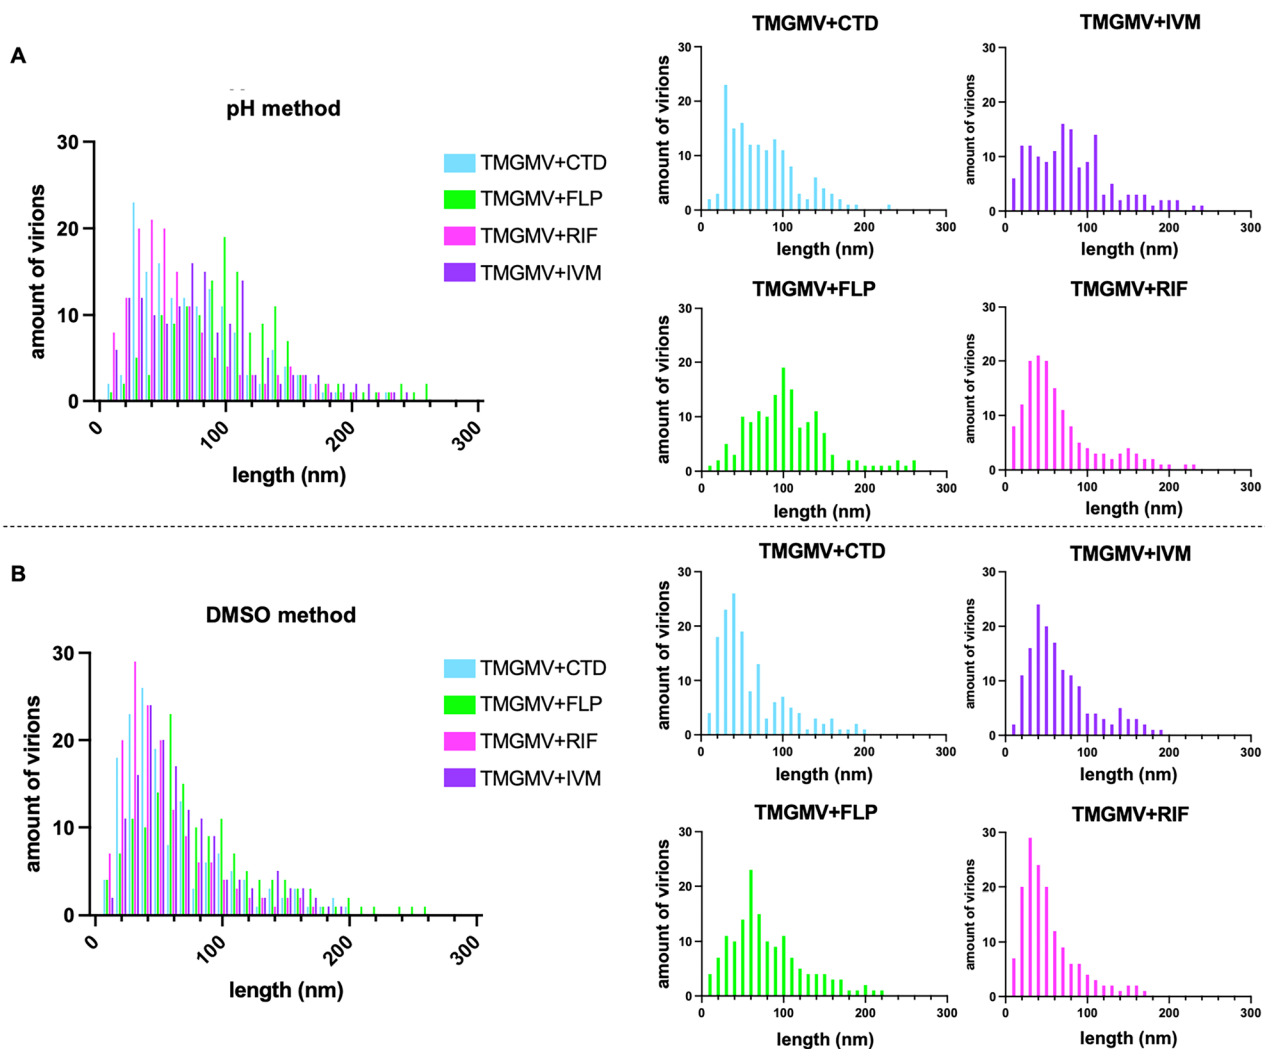 A
pH method
30
20
10
0
amount of virions
0
100
200
300
length (nm)
TMGMV+CTD
TMGMV+FLP
TMGMV+RIF
TMGMV+IVM
TMGMV+CTD
30
20
10
0
amount of virions
0
100
200
300
length (nm)
TMGMV+IVM
30
20
10
0
amount of virions
0
100
200
300
length (nm)
TMGMV+FLP
30
20
10
0
amount of virions
0
100
200
300
length (nm)
TMGMV+RIF
30
20
10
0
amount of virions
0
100
200
300
length (nm)
B
DMSO method
30
20
10
0
amount of virions
0
100
200
300
length (nm)
TMGMV+CTD
TMGMV+FLP
TMGMV+RIF
TMGMV+IVM
TMGMV+CTD
30
20
10
0
amount of virions
0
100
200
300
length (nm)
TMGMV+IVM
30
20
10
0
amount of virions
0
100
200
300
length (nm)
TMGMV+FLP
30
20
10
0
amount of virions
0
100
200
300
length (nm)
TMGMV+RIF
30
20
10
0
amount of virions
0
100
200
300
length (nm)